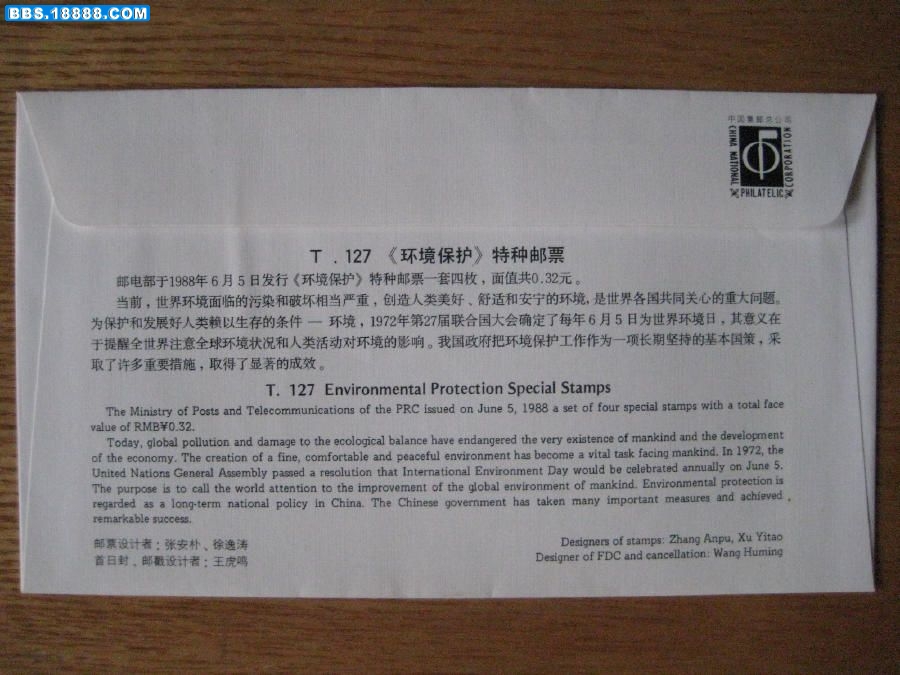 BBS.18888.COM
中国集邮总公司
CHINA NATIONAL
PHILATELIC
CORPORATION
T . 127 《环境保护》特种邮票
邮电部于1988年6月5日发行《环境保护》特种邮票一套四枚，面值共0.32元。
当前，世界环境面临的污染和破坏相当严重，创造人类美好、舒适和安宁的环境，是世界各国共同关心的重大问题。
为保护和发展好人类赖以生存的条件 — 环境，1972年第27届联合国大会确定了每年6月5日为世界环境日，其意义在
于提醒全世界注意全球环境状况和人类活动对环境的影响。我国政府把环境保护工作作为一项长期坚持的基本国策，采
取了许多重要措施，取得了显著的成效。
T. 127 Environmental Protection Special Stamps
The Ministry of Posts and Telecommunications of the PRC issued on June 5, 1988 a set of four special stamps with a total face
value of RMB¥0.32.
Today, global pollution and damage to the ecological balance have endangered the very existence of mankind and the development
of the economy. The creation of a fine, comfortable and peaceful environment has become a vital task facing mankind. In 1972, the
United Nations General Assembly passed a resolution that International Environment Day would be celebrated annually on June 5.
The purpose is to call the world attention to the improvement of the global environment of mankind. Environmental protection is
regarded as a long-term national policy in China. The Chinese government has taken many important measures and achieved
remarkable success.
邮票设计者：张安朴、徐逸涛
首日封、邮戳设计者：王虎鸣
Designers of stamps: Zhang Anpu, Xu Yitao
Designer of FDC and cancellation: Wang Huming